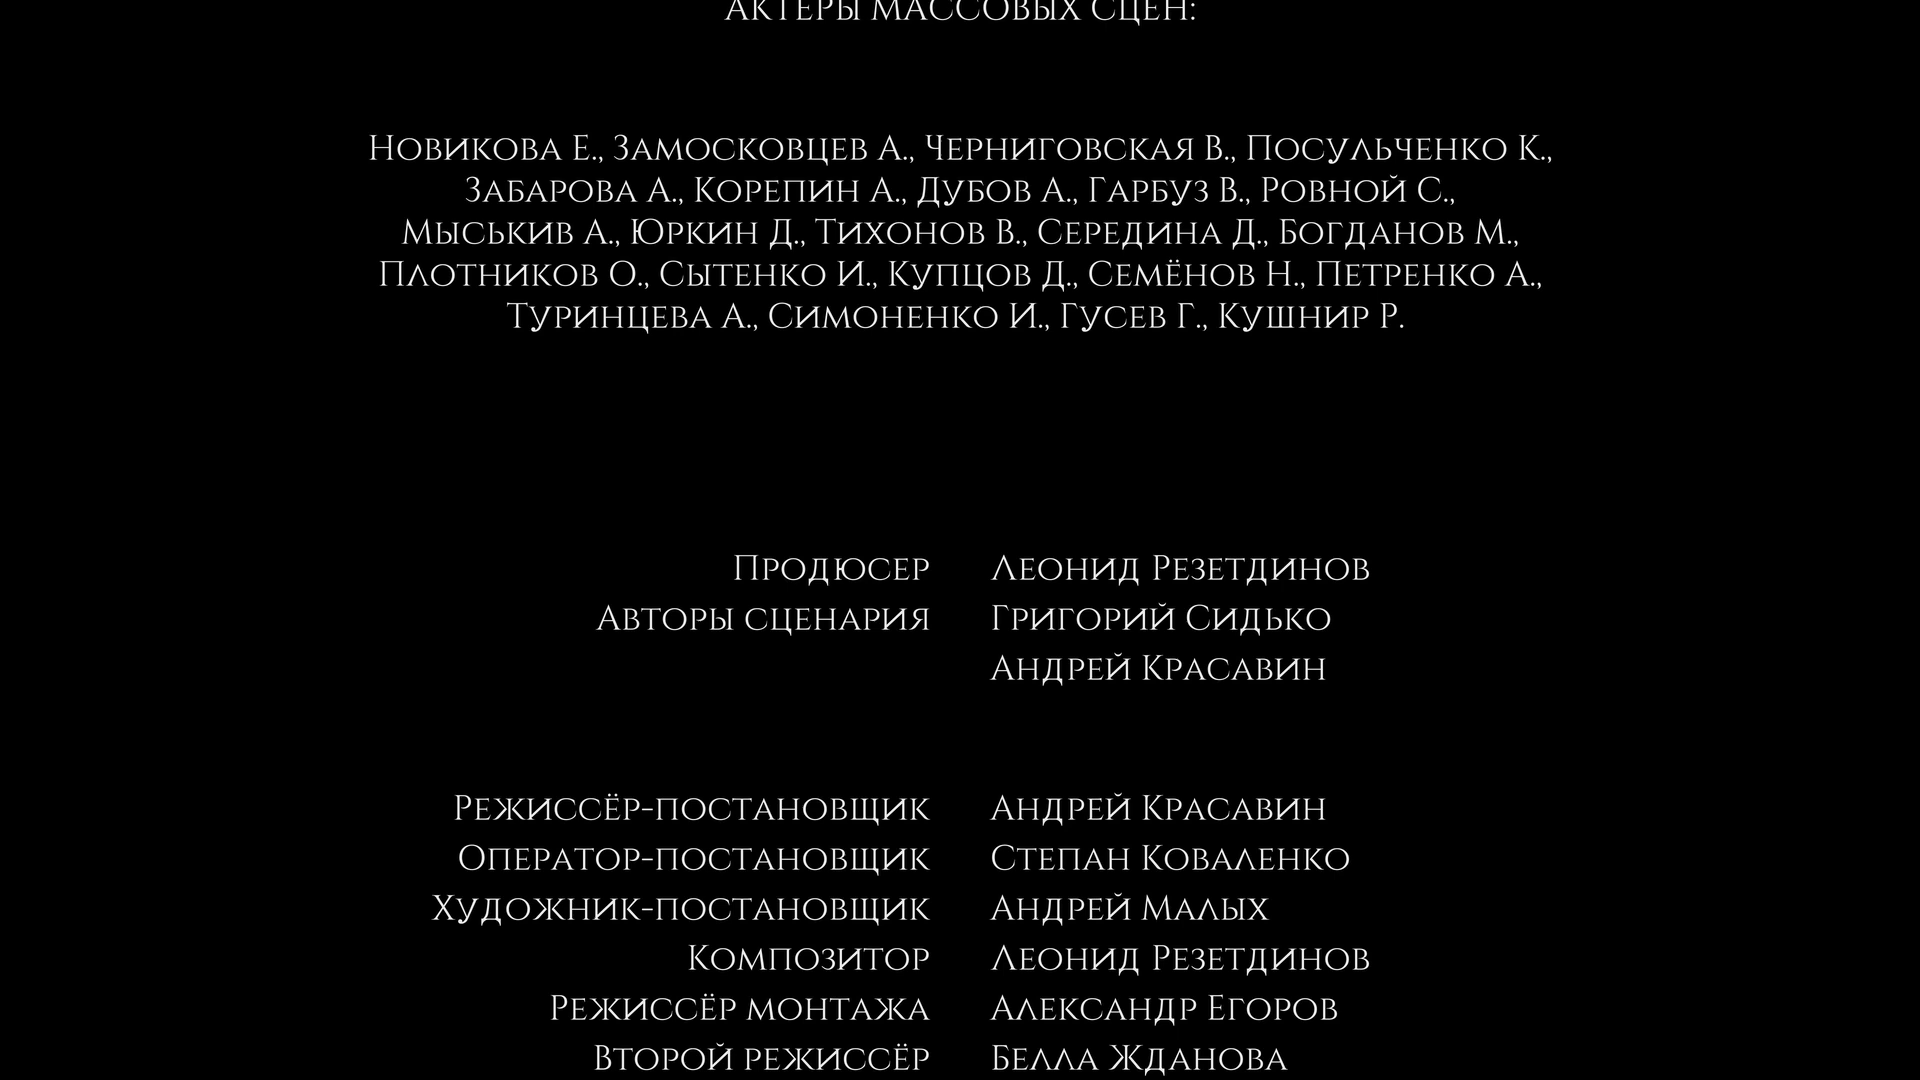 АКТЕРЫ МАССОВЫХ СЦЕН:
НОВИКОВА Е., ЗАМОСКОВЦЕВ А., ЧЕРНИГОВСКАЯ В., ПОСУЛЬЧЕНКО К.,
ЗАБАРОВА А., КОРЕПИН А., ДУБОВ А., ГАРБУЗ В., РОВНОЙ С.,
МЫСЬКИВ А., ЮРКИН Д., ТИХОНОВ В., СЕРЕДИНА Д., БОГДАНОВ М.,
ПЛОТНИКОВ О., СЫТЕНКО И., КУПЦОВ Д., СЕМЁНОВ Н., ПЕТРЕНКО А.,
ТУРИНЦЕВА А., СИМОНЕНКО И., ГУСЕВ Г., КУШНИР Р.
ПРОДЮСЕР ЛЕОНИД РЕЗЕТДИНОВ
АВТОРЫ СЦЕНАРИЯ ГРИГОРИЙ СИДЬКО
АНДРЕЙ КРАСАВИН
РЕЖИССЁР-ПОСТАНОВЩИК АНДРЕЙ КРАСАВИН
ОПЕРАТОР-ПОСТАНОВЩИК СТЕПАН КОВАЛЕНКО
ХУДОЖНИК-ПОСТАНОВЩИК АНДРЕЙ МАЛЫХ
КОМПОЗИТОР ЛЕОНИД РЕЗЕТДИНОВ
РЕЖИССЁР МОНТАЖА АЛЕКСАНДР ЕГОРОВ
ВТОРОЙ РЕЖИССЁР БЕЛЛА ЖДАНОВА